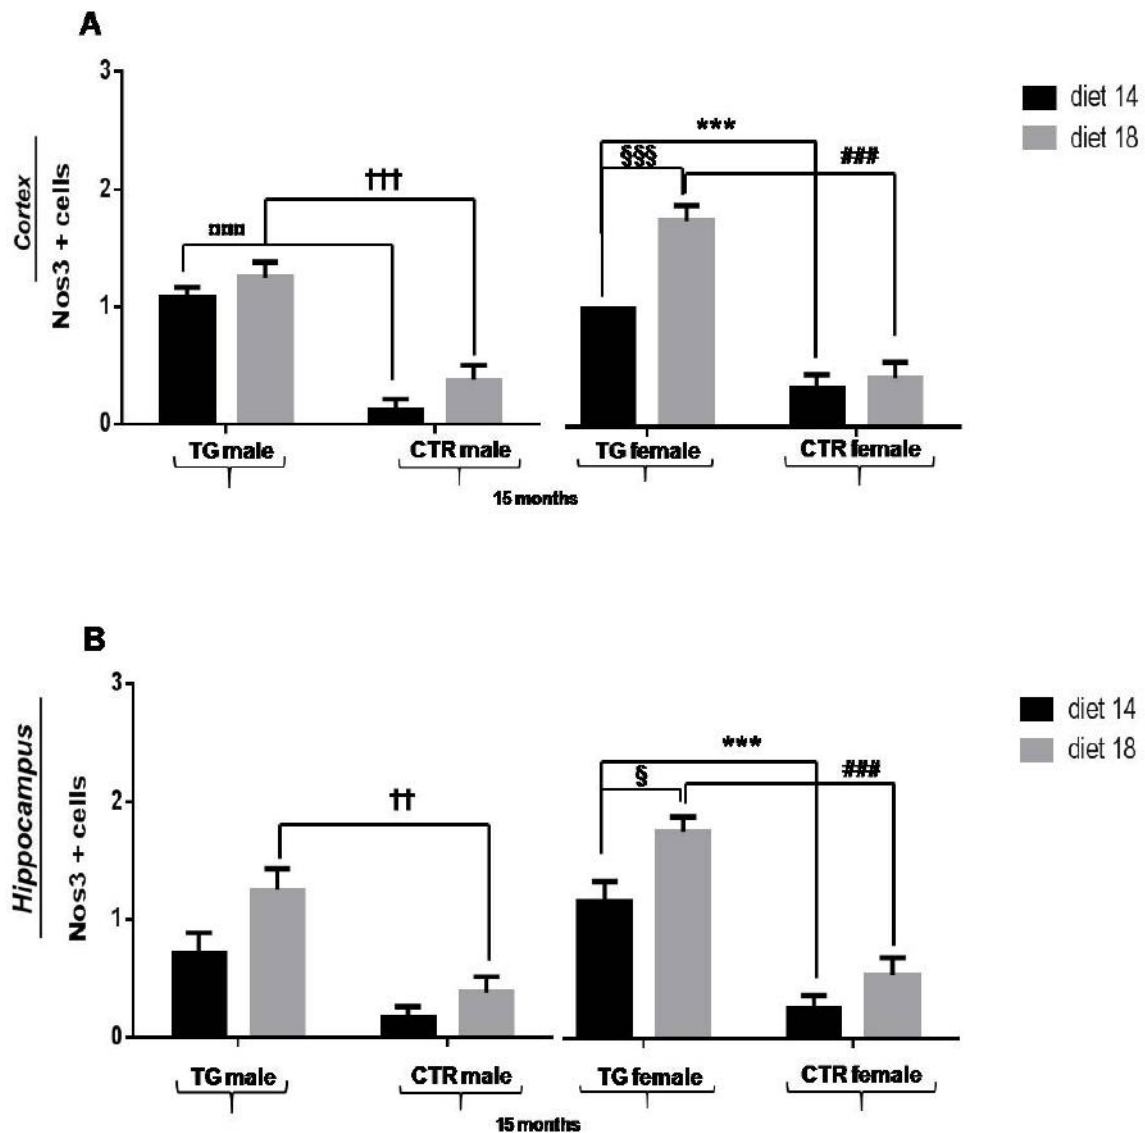 A
3
2
1
0
Cortex
Nos3 + cells
¤¤¤
†††
***
§§§
###
diet 14
diet 18
TG male
CTR male
TG female
CTR female
15 months
B
3
2
1
0
Hippocampus
Nos3 + cells
††
***
§
###
diet 14
diet 18
TG male
CTR male
TG female
CTR female
15 months